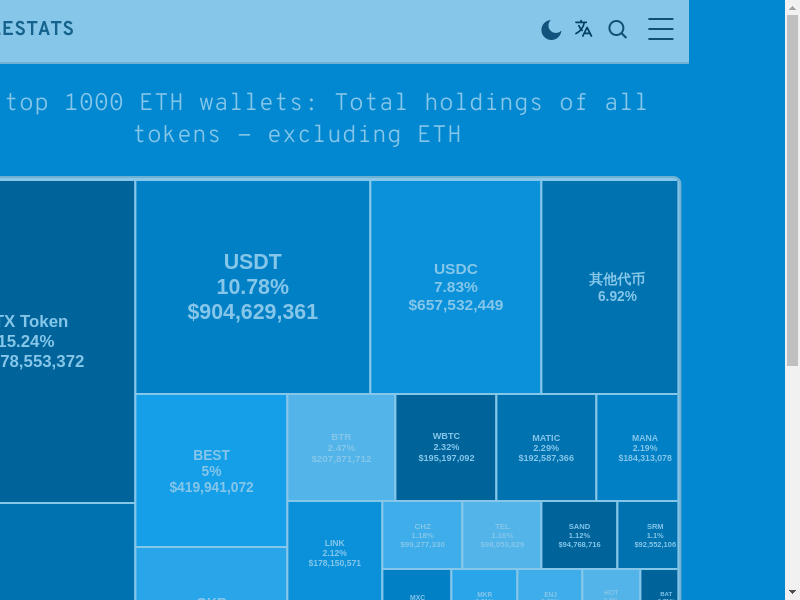 ESTATS
top 1000 ETH wallets: Total holdings of all
tokens – excluding ETH
TX Token
15.24%
78,553,372
USDT
10.78%
$904,629,361
USDC
7.83%
$657,532,449
其他代币
6.92%
BEST
5%
$419,941,072
BTR
2.47%
$207,871,712
WBTC
2.32%
$195,197,092
MATIC
2.29%
$192,587,366
MANA
2.19%
$184,313,078
LINK
2.12%
$178,150,571
CHZ
1.18%
$99,277,330
TEL
$98,059,829
SAND
1.12%
$94,768,716
SRM
1.1%
$92,552,106
MXC
MKR
ENJ
HOT
BAT